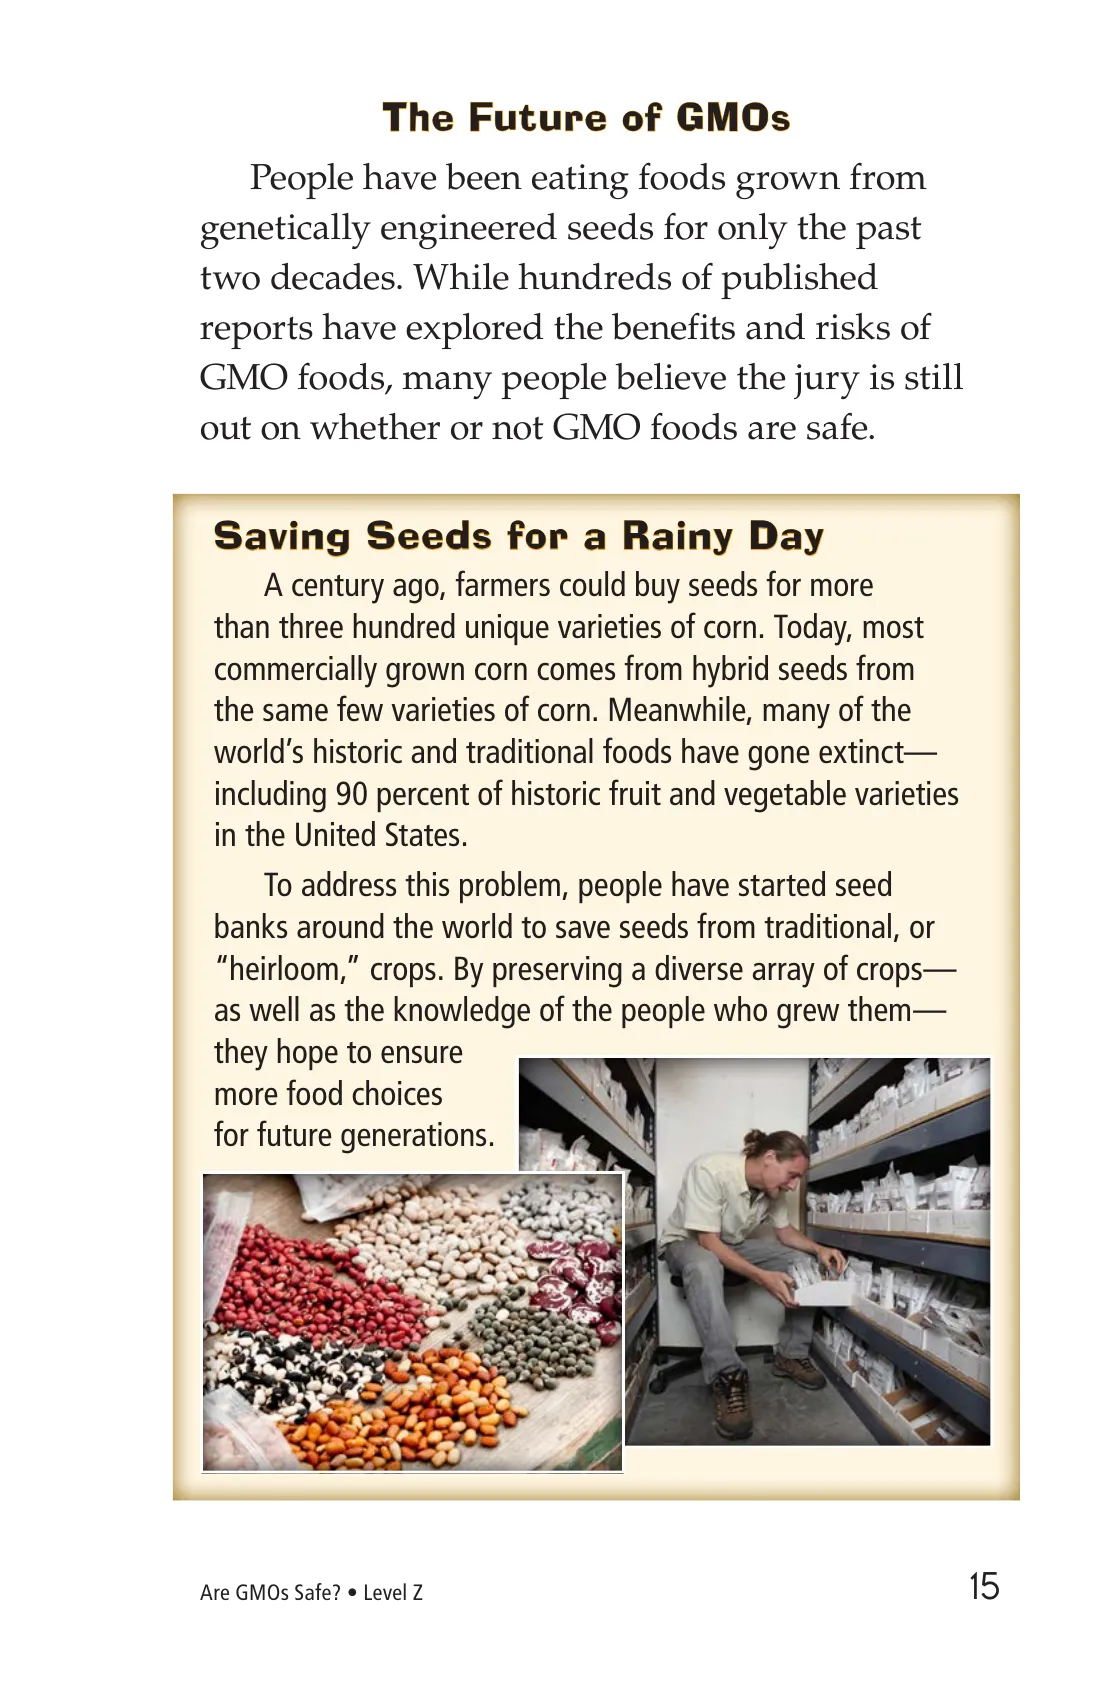 The Future of GMOs
People have been eating foods grown from
genetically engineered seeds for only the past
two decades. While hundreds of published
reports have explored the benefits and risks of
GMO foods, many people believe the jury is still
out on whether or not GMO foods are safe.
Saving Seeds for a Rainy Day
A century ago, farmers could buy seeds for more
than three hundred unique varieties of corn. Today, most
commercially grown corn comes from hybrid seeds from
the same few varieties of corn. Meanwhile, many of the
world’s historic and traditional foods have gone extinct—
including 90 percent of historic fruit and vegetable varieties
in the United States.
To address this problem, people have started seed
banks around the world to save seeds from traditional, or
“heirloom,” crops. By preserving a diverse array of crops—
as well as the knowledge of the people who grew them—
they hope to ensure
more food choices
for future generations.
Are GMOs Safe? • Level Z
15